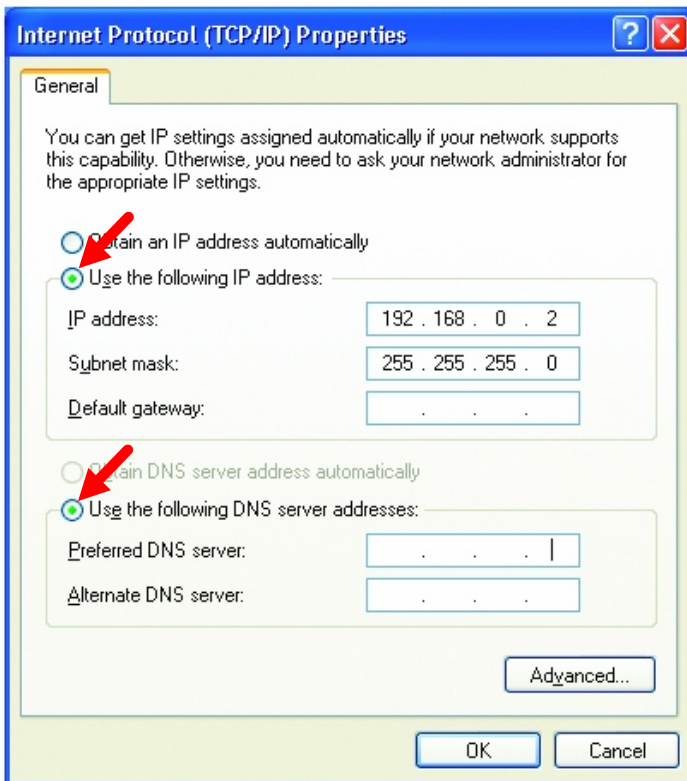 Internet Protocol (TCP/IP) Properties
General
You can get IP settings assigned automatically if your network supports
this capability. Otherwise, you need to ask your network administrator for
the appropriate IP settings.
Obtain an IP address automatically
Use the following IP address:
IP address: 192 . 168 . 0 . 2
Subnet mask: 255 . 255 . 255 . 0
Default gateway: . . .
Obtain DNS server address automatically
Use the following DNS server addresses:
Preferred DNS server: . . .
Alternate DNS server: . . .
Advanced...
OK Cancel